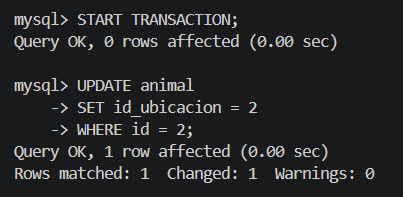 mysql> START TRANSACTION;
Query OK, 0 rows affected (0.00 sec)
mysql> UPDATE animal
    -> SET id_ubicacion = 2
    -> WHERE id = 2;
Query OK, 1 row affected (0.00 sec)
Rows matched: 1  Changed: 1  Warnings: 0